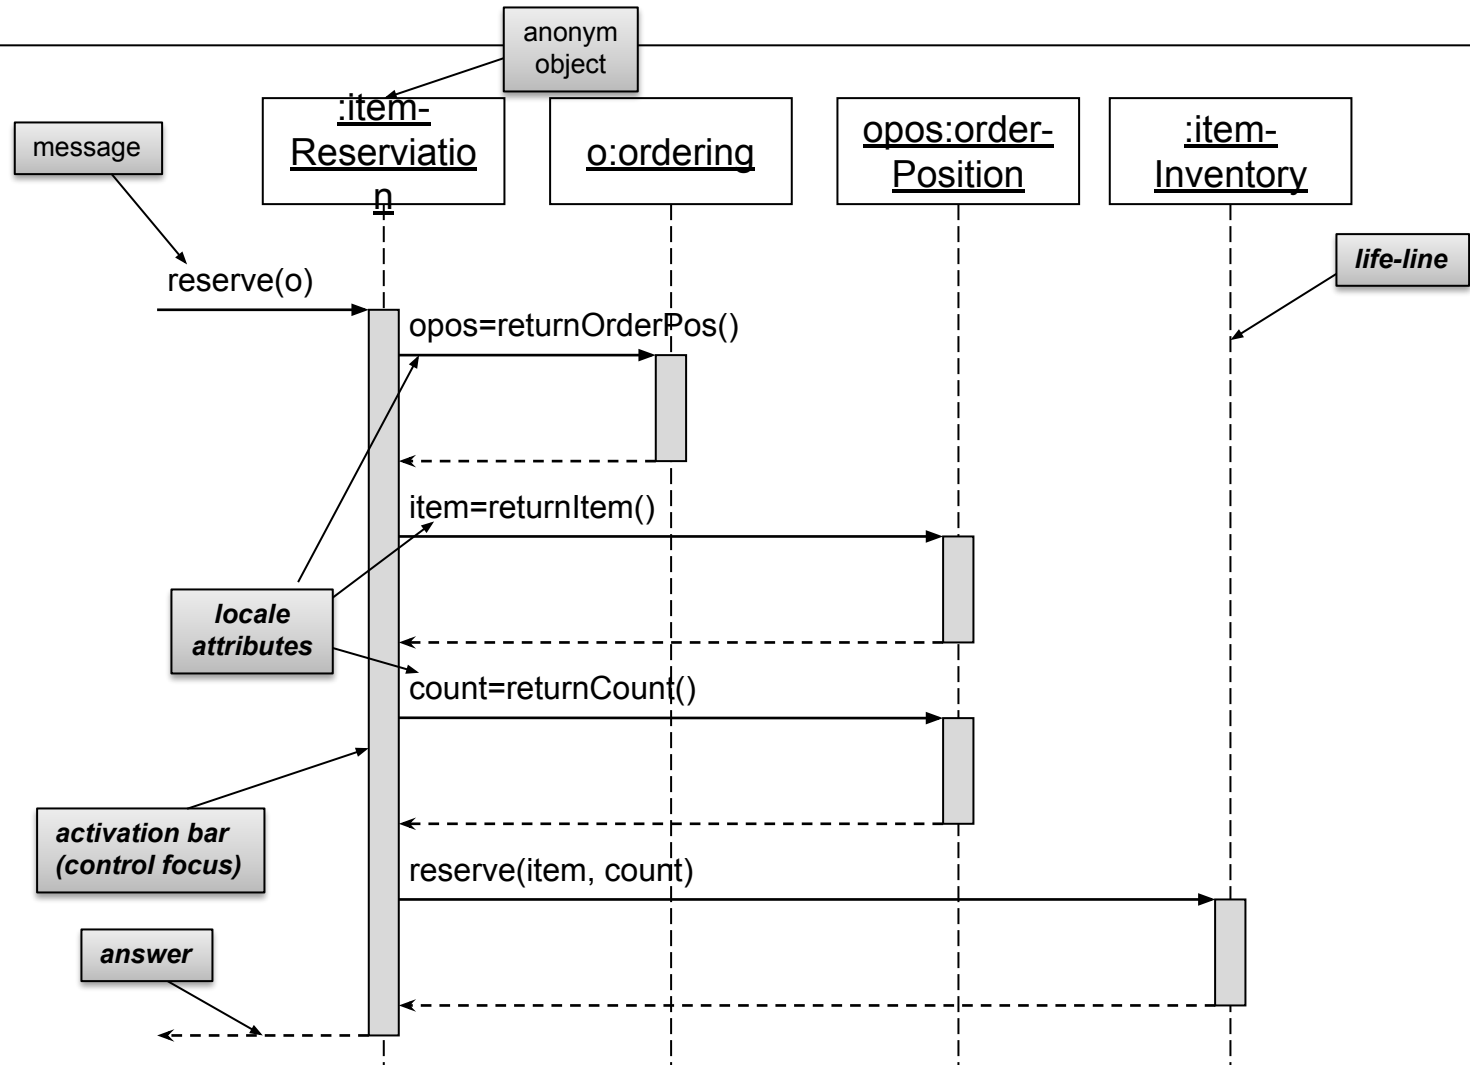 anonym
object
:item-
Reserviatio
n
o:ordering
opos:order-
Position
:item-
Inventory
message
life-line
reserve(o)
opos=returnOrderPos()
item=returnItem()
locale
attributes
count=returnCount()
activation bar
(control focus)
reserve(item, count)
answer